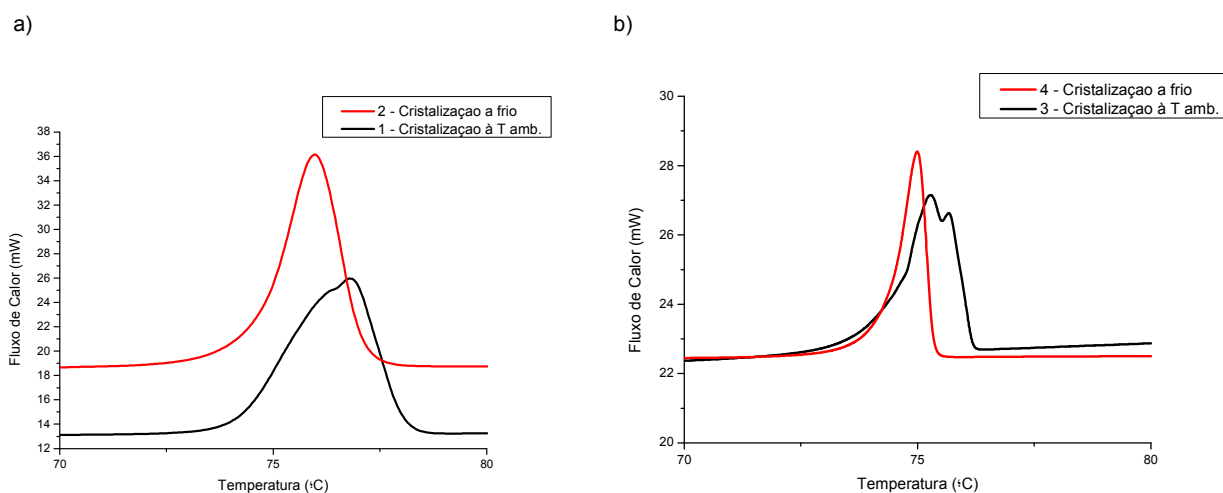 a)
2 - Cristalizaçao a frio
1 - Cristalizaçao à T amb.
38
36
34
32
30
28
26
24
22
20
18
16
14
12
Fluxo de Calor (mW)
70
75
80
Temperatura (°C)
b)
4 - Cristalizaçao a frio
3 - Cristalizaçao à T amb.
30
28
26
24
22
20
Fluxo de Calor (mW)
70
75
80
Temperatura (°C)